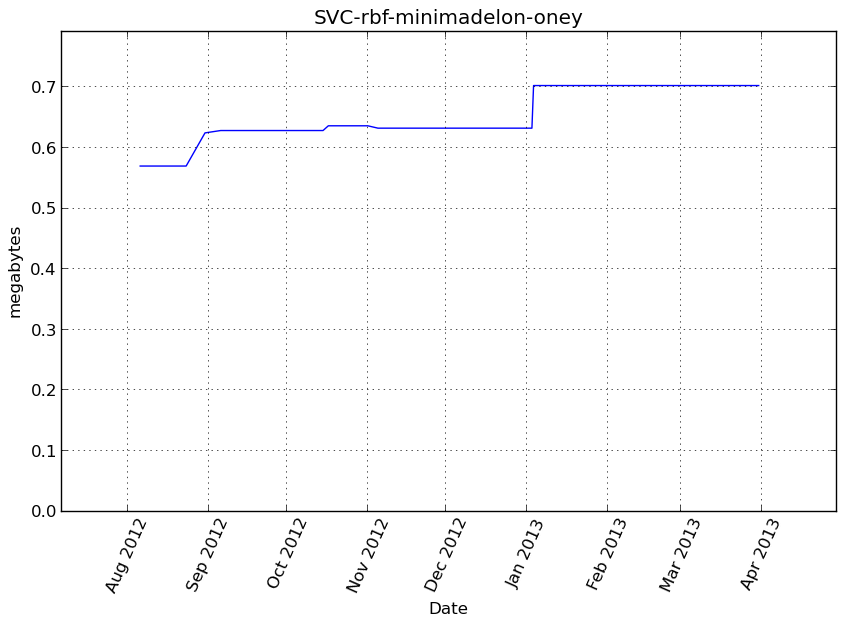 SVC-rbf-minimadelon-oney
0.7
0.6
0.5
0.4
0.3
0.2
0.1
0.0
megabytes
Aug 2012
Sep 2012
Oct 2012
Nov 2012
Dec 2012
Jan 2013
Feb 2013
Mar 2013
Apr 2013
Date